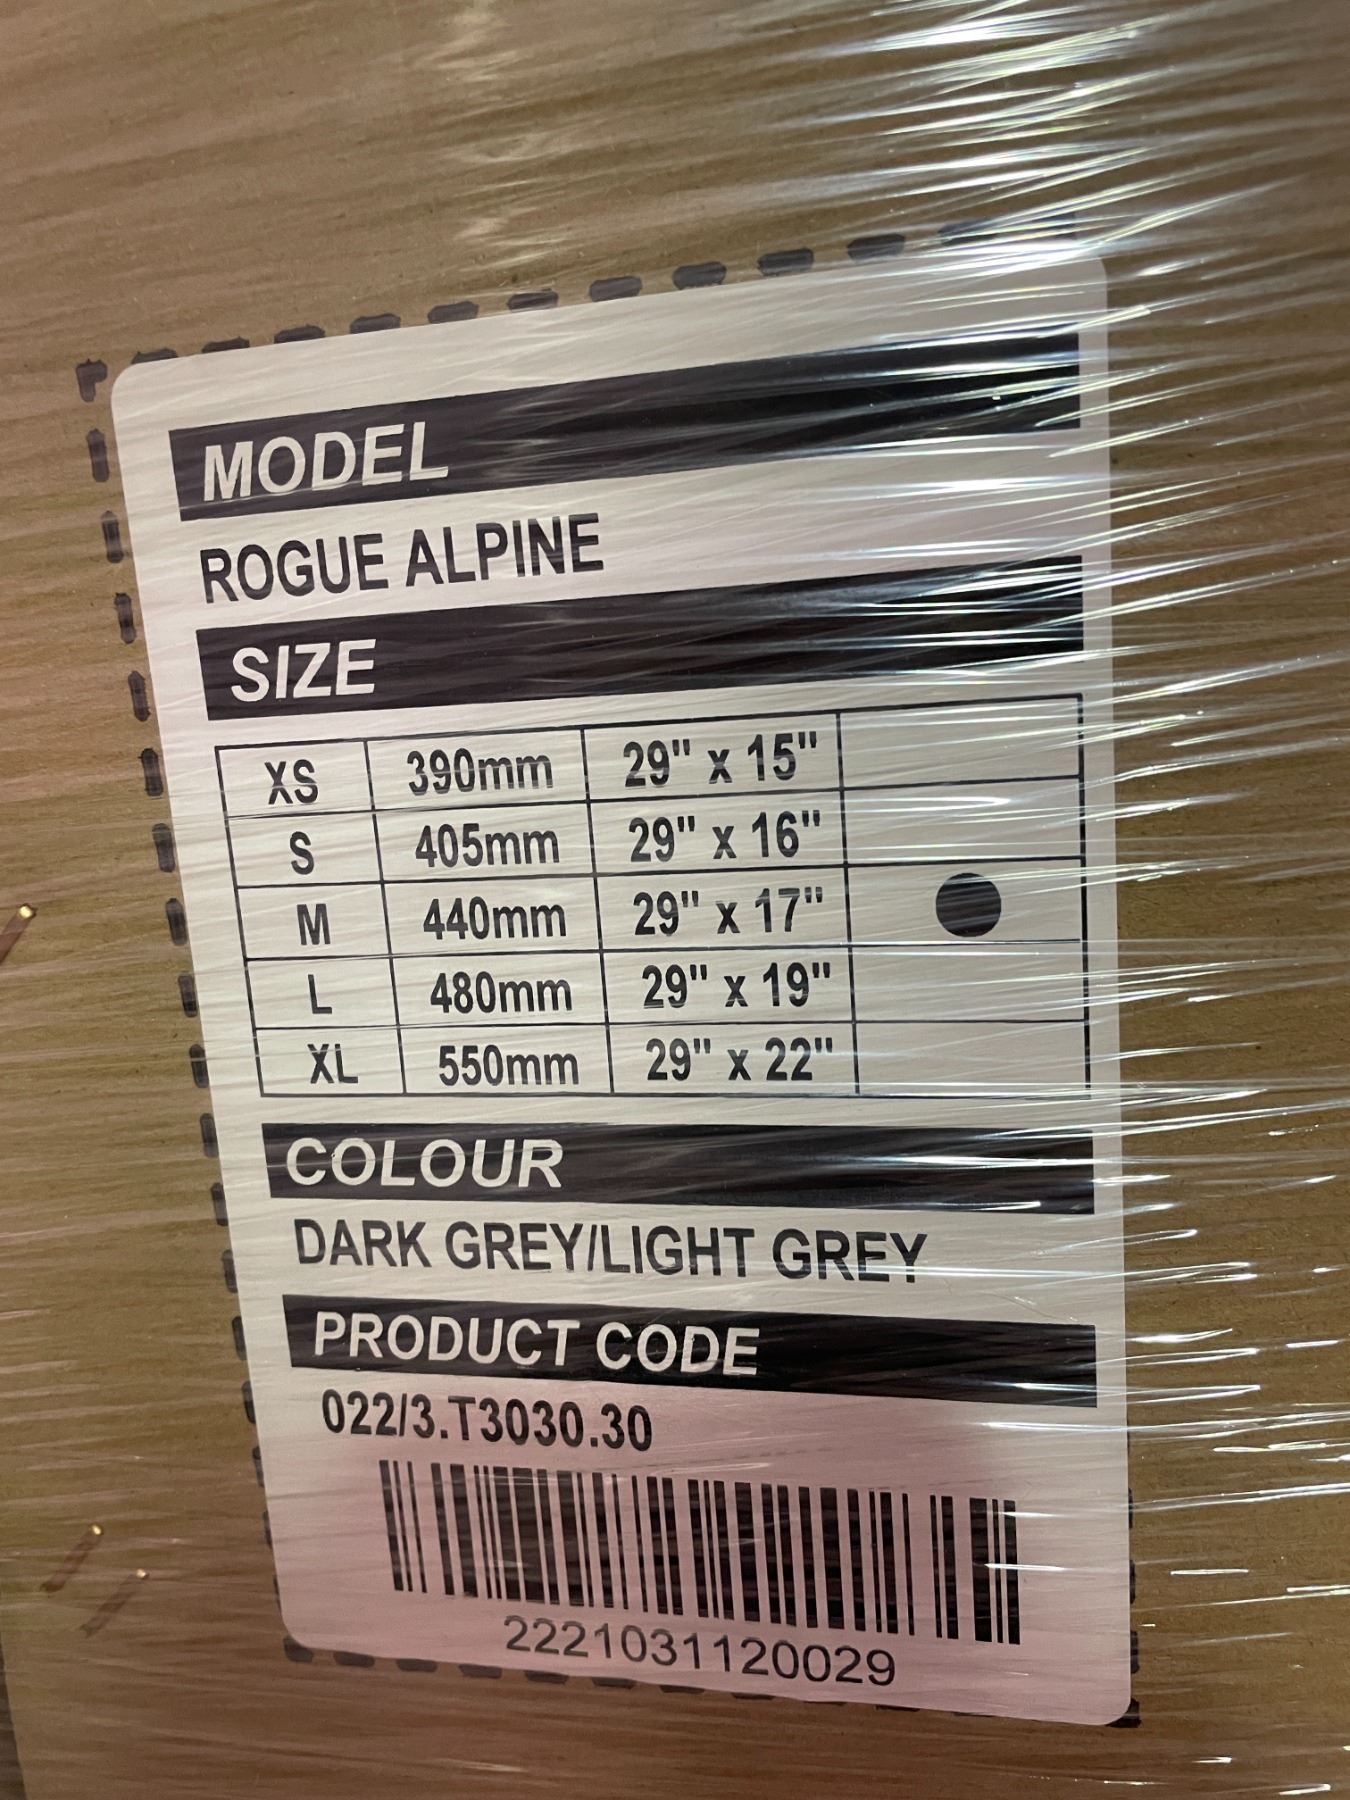 MODEL
ROGUE ALPINE
SIZE
XS 390mm 29" x 15"
S 405mm 29" x 16"
M 440mm 29" x 17" ●
L 480mm 29" x 19"
XL 550mm 29" x 22"
COLOUR
DARK GREY/LIGHT GREY
PRODUCT CODE
022/3.T3030.30
2221031120029